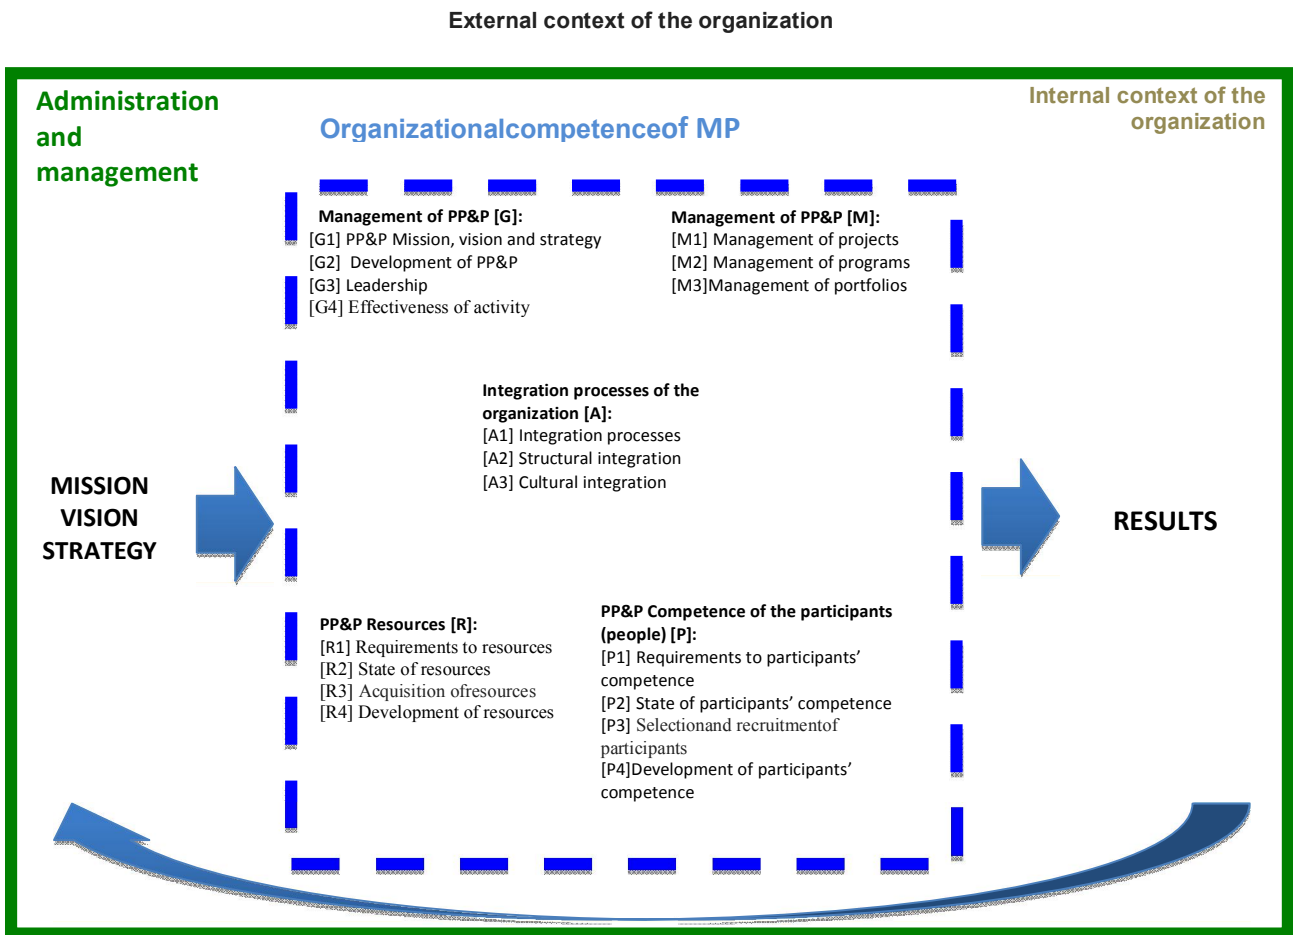 External context of the organization
Administration
and
management
Internal context of the
organization
Organizationalcompetenceof MP
Management of PP&P [G]:
[G1] PP&P Mission, vision and strategy
[G2] Development of PP&P
[G3] Leadership
[G4] Effectiveness of activity
Management of PP&P [M]:
[M1] Management of projects
[M2] Management of programs
[M3]Management of portfolios
Integration processes of the
organization [A]:
[A1] Integration processes
[A2] Structural integration
[A3] Cultural integration
MISSION
VISION
STRATEGY
RESULTS
PP&P Resources [R]:
[R1] Requirements to resources
[R2] State of resources
[R3] Acquisition ofresources
[R4] Development of resources
PP&P Competence of the participants
(people) [P]:
[P1] Requirements to participants’
competence
[P2] State of participants’ competence
[P3] Selectionand recruitmentof
participants
[P4]Development of participants’
competence